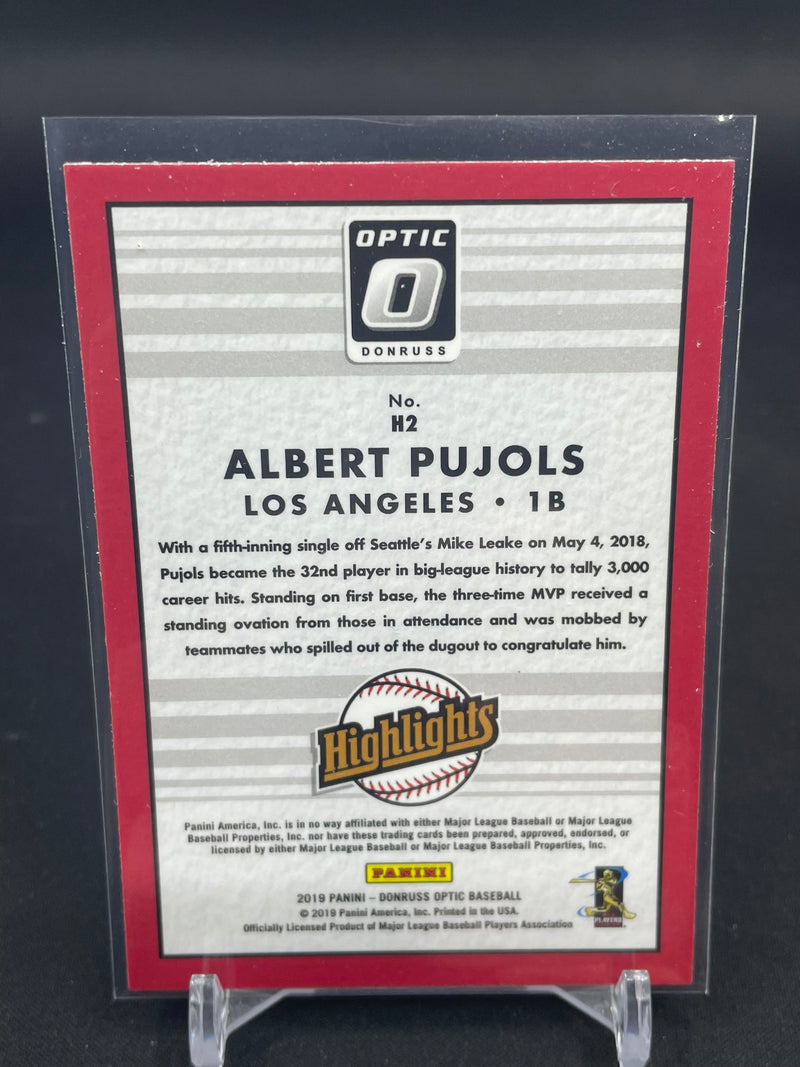 OPTIC
DONRUSS
No.
H2
ALBERT PUJOLS
LOS ANGELES • 1B
With a fifth-inning single off Seattle's Mike Leake on May 4, 2018,
Pujols became the 32nd player in big-league history to tally 3,000
career hits. Standing on first base, the three-time MVP received a
standing ovation from those in attendance and was mobbed by
teammates who spilled out of the dugout to congratulate him.
Highlights
Panini America, Inc. is in no way affiliated with either Major League Baseball or Major League
Baseball Properties, Inc. nor have these trading cards been prepared, approved, endorsed, or
licensed by either Major League Baseball or Major League Baseball Properties, Inc.
PANINI
2019 PANINI – DONRUSS OPTIC BASEBALL
© 2019 Panini America, Inc. Printed in the USA.
Officially Licensed Product of Major League Baseball Players Association
PLAYERS